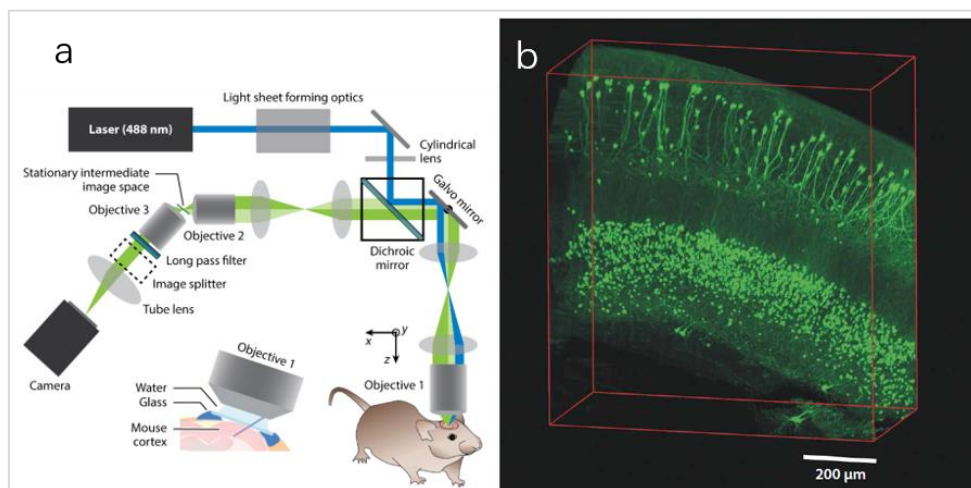 a
Light sheet forming optics
Laser (488 nm)
Cylindrical
lens
Stationary intermediate
image space
Galvo mirror
Objective 3
Objective 2
Dichroic
mirror
Long pass filter
Image splitter
Tube lens
x
y
z
Camera
Objective 1
Objective 1
Water
Glass
Mouse
cortex
b
200 µm